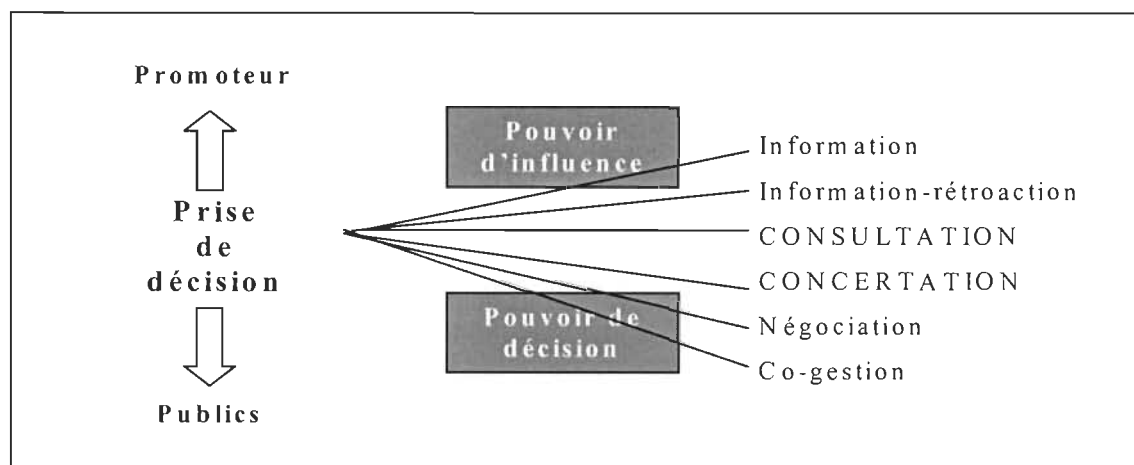 Promoteur
Prise
de
décision
Publics
Pouvoir
d'influence
Pouvoir de
décision
Information
Information-rétroaction
CONSULTATION
CONCERTATION
Négociation
Co-gestion